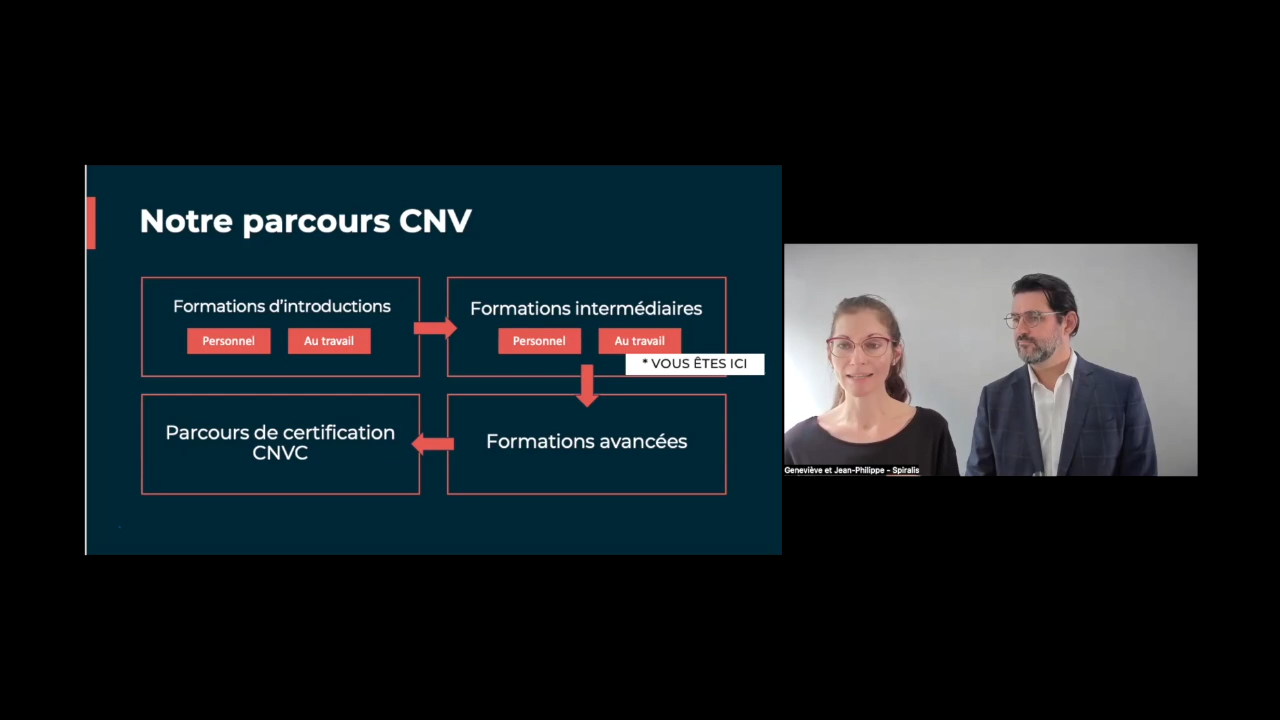 Notre parcours CNV
Formations d'introductions
Personnel
Au travail
Formations intermédiaires
Personnel
Au travail
* VOUS ÊTES ICI
Parcours de certification
CNVC
Formations avancées
Geneviève et Jean-Philippe - Spiralis